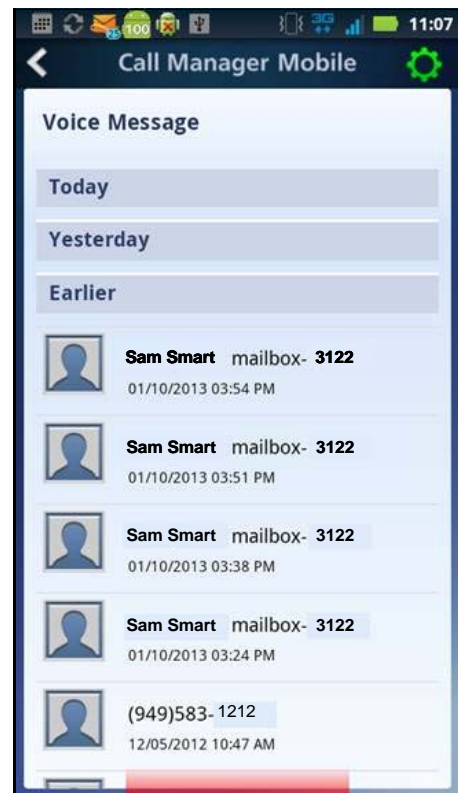 100
3G
11:07
Call Manager Mobile
Voice Message
Today
Yesterday
Earlier
Sam Smart mailbox- 3122
01/10/2013 03:54 PM
Sam Smart mailbox- 3122
01/10/2013 03:51 PM
Sam Smart mailbox- 3122
01/10/2013 03:38 PM
Sam Smart mailbox- 3122
01/10/2013 03:24 PM
(949)583- 1212
12/05/2012 10:47 AM